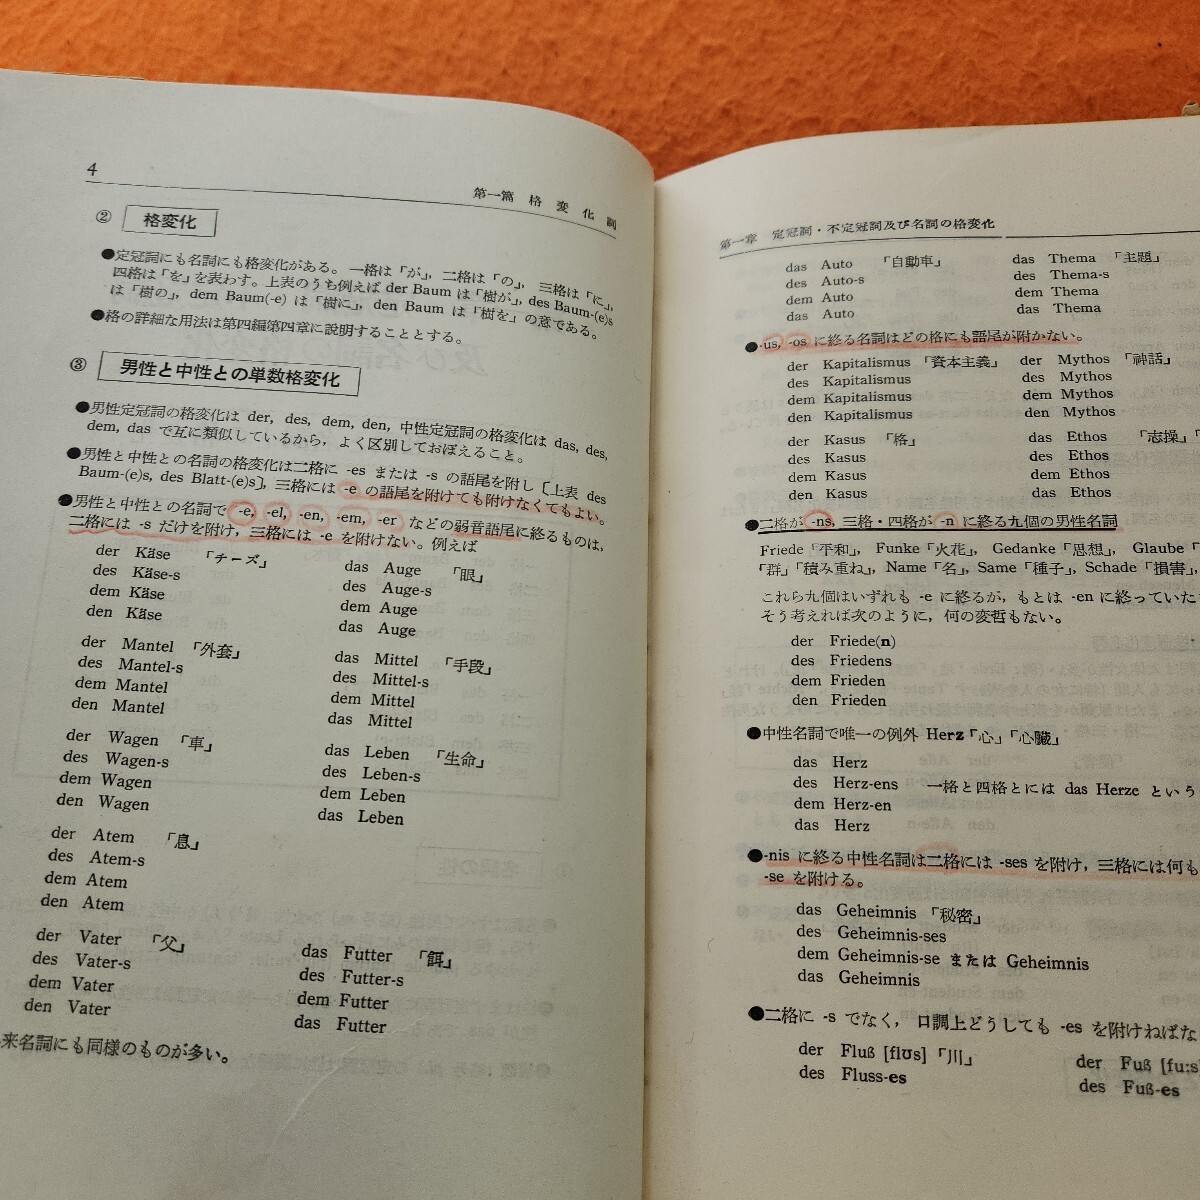 4
第一篇 格変化詞
② 格変化
●定冠詞にも名詞にも格変化がある。一格は「が」，二格は「の」，三格は「に」，
四格は「を」を表わす。上表のうち例えば der Baum は「樹が」, des Baum-(e)s
は「樹の」, dem Baum(-e) は「樹に」, den Baum は「樹を」の意である。
●格の詳細な用法は第四編第四章に説明することとする。
③ 男性と中性との単数格変化
●男性定冠詞の格変化は der, des, dem, den, 中性定冠詞の格変化は das, des,
dem, das で互に類似しているから，よく区別しておぼえること。
●男性と中性との名詞の格変化は二格に -es または -s の語尾を附し［上表 des
Baum-(e)s, des Blatt-(e)s］, 三格には -e の語尾を附けても附けなくてもよい。
●男性と中性との名詞で -e, -el, -en, -em, -er などの弱音語尾に終るものは，
二格には -s だけを附け，三格には -e を附けない。例えば
der Käse 「チーズ」
des Käse-s
dem Käse
den Käse
das Auge 「眼」
des Auge-s
dem Auge
das Auge
der Mantel 「外套」
des Mantel-s
dem Mantel
den Mantel
das Mittel 「手段」
des Mittel-s
dem Mittel
das Mittel
der Wagen 「車」
des Wagen-s
dem Wagen
den Wagen
das Leben 「生命」
des Leben-s
dem Leben
das Leben
der Atem 「息」
des Atem-s
dem Atem
den Atem
der Vater 「父」
des Vater-s
dem Vater
den Vater
das Futter 「餌」
des Futter-s
dem Futter
das Futter
来名詞にも同様のものが多い。
第一章 定冠詞・不定冠詞及び名詞の格変化
das Auto 「自動車」
des Auto-s
dem Auto
das Auto
das Thema 「主題」
des Thema-s
dem Thema
das Thema
●-us, -os に終る名詞はどの格にも語尾が附かない。
der Kapitalismus 「資本主義」
des Kapitalismus
dem Kapitalismus
den Kapitalismus
der Mythos 「神話」
des Mythos
dem Mythos
den Mythos
der Kasus 「格」
des Kasus
dem Kasus
den Kasus
das Ethos 「志操」「
des Ethos
dem Ethos
das Ethos
●二格が -ns, 三格・四格が -n に終る九個の男性名詞
Friede「平和」, Funke「火花」, Gedanke「思想」, Glaube「
「群」「積み重ね」, Name「名」, Same「種子」, Schade「損害」,
これら九個はいずれも -e に終るが，もとは -en に終っていた
そう考えれば次のように，何の変哲もない。
der Friede(n)
des Friedens
dem Frieden
den Frieden
●中性名詞で唯一の例外 Herz「心」「心臓」
das Herz
des Herz-ens 一格と四格とには das Herze という
dem Herz-en
das Herz
●-nis に終る中性名詞は二格には -ses を附け，三格には何も
-se を附ける。
das Geheimnis 「秘密」
des Geheimnis-ses
dem Geheimnis-se または Geheimnis
das Geheimnis
●二格に -s でなく，口調上どうしても -es を附けねばな
der Fluß [flʊs]「川」
des Fluss-es
der Fuß [fu:s
des Fuß-es